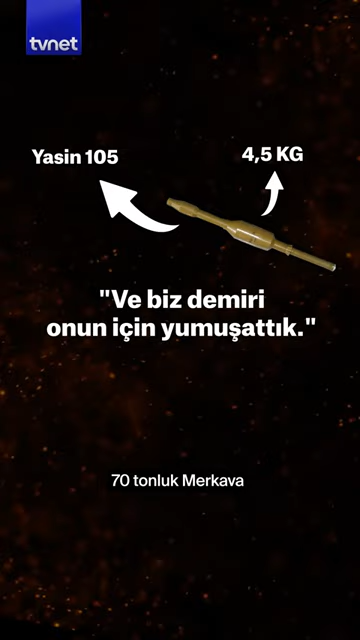 tvnet
Yasin 105
4,5 KG
"Ve biz demiri
onun için yumuşattık."
70 tonluk Merkava